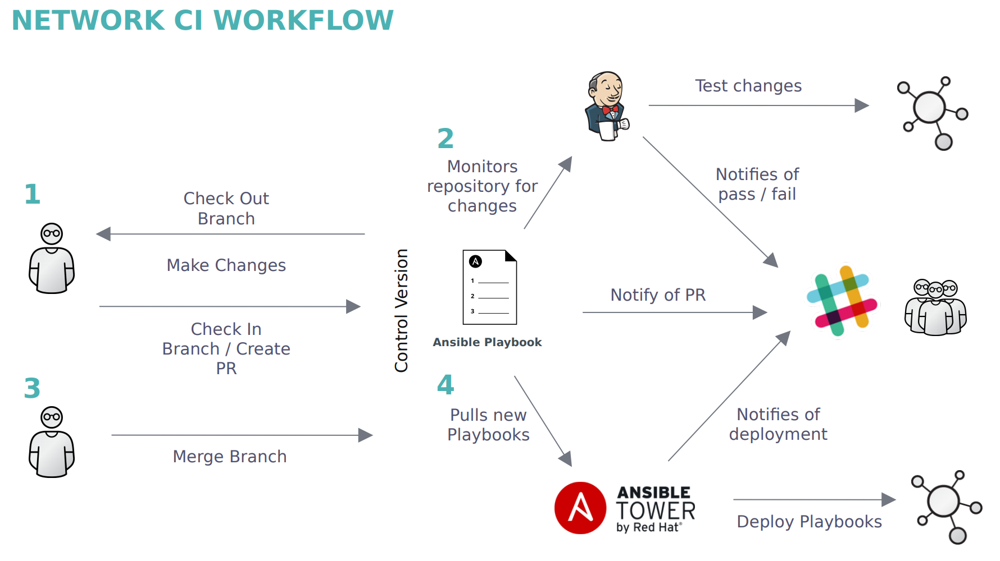 NETWORK CI WORKFLOW
1
Check Out
Branch
Make Changes
Check In
Branch / Create
PR
3
Merge Branch
Control Version
2
Monitors
repository for
changes
1
2
3
Ansible Playbook
4
Pulls new
Playbooks
Test changes
Notifies of
pass / fail
Notify of PR
Notifies of
deployment
ANSIBLE
TOWER
by Red Hat®
Deploy Playbooks